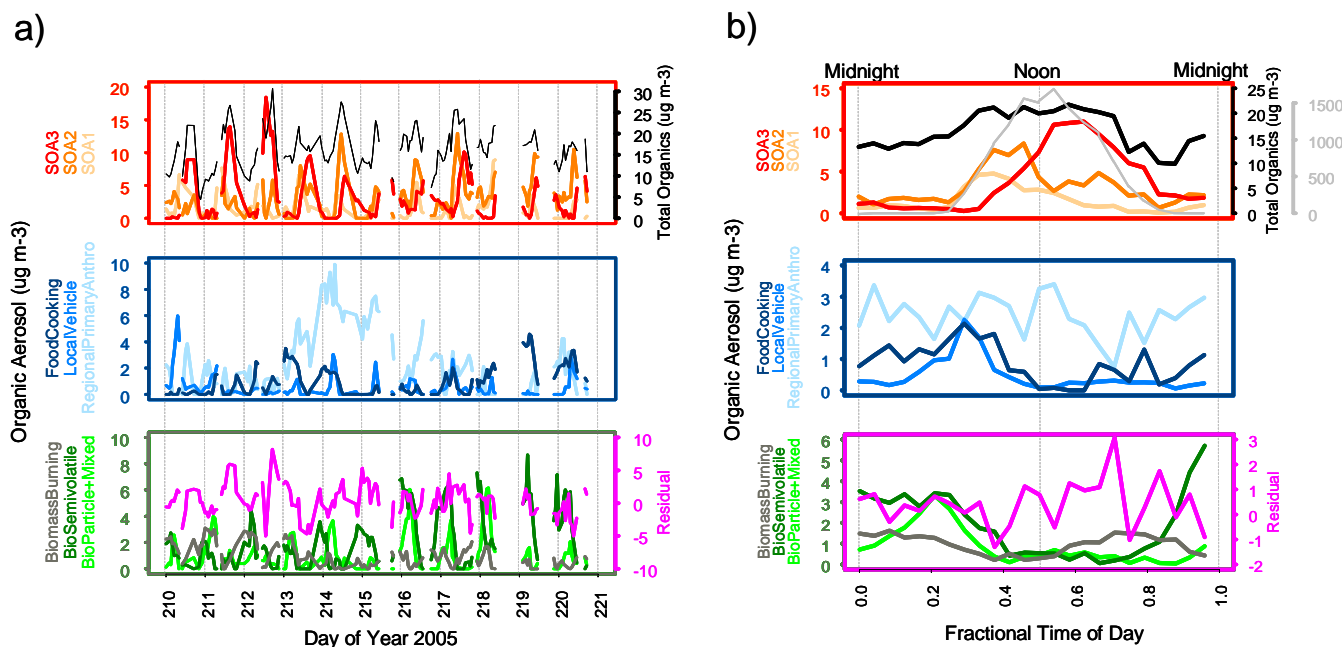 a)
20
15
10
5
0
SOA3
SOA2
SOA1
30
25
20
15
10
5
0
Total Organics (ug m-3)
Organic Aerosol (ug m-3)
10
8
6
4
2
0
FoodCooking
LocalVehicle
RegionalPrimaryAnthro
10
8
6
4
2
0
BiomassBurning
BioSemivolatile
BioParticle+Mixed
10
5
0
-5
-10
Residual
210 211 212 213 214 215 216 217 218 219 220 221
Day of Year 2005
b)
Midnight Noon Midnight
15
10
5
0
SOA3
SOA2
SOA1
25
20
15
10
5
0
Total Organics (ug m-3)
1500
1000
500
0
Organic Aerosol (ug m-3)
4
3
2
1
0
FoodCooking
LocalVehicle
RegionalPrimaryAnthro
6
5
4
3
2
1
0
BiomassBurning
BioSemivolatile
BioParticle+Mixed
3
2
1
0
-1
-2
Residual
0.0 0.2 0.4 0.6 0.8 1.0
Fractional Time of Day